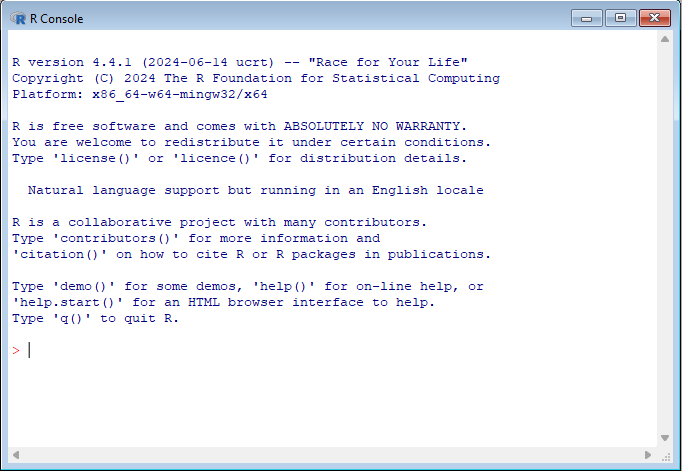 R Console
R version 4.4.1 (2024-06-14 ucrt) -- "Race for Your Life"
Copyright (C) 2024 The R Foundation for Statistical Computing
Platform: x86_64-w64-mingw32/x64
R is free software and comes with ABSOLUTELY NO WARRANTY.
You are welcome to redistribute it under certain conditions.
Type 'license()' or 'licence()' for distribution details.
  Natural language support but running in an English locale
R is a collaborative project with many contributors.
Type 'contributors()' for more information and
'citation()' on how to cite R or R packages in publications.
Type 'demo()' for some demos, 'help()' for on-line help, or
'help.start()' for an HTML browser interface to help.
Type 'q()' to quit R.
>